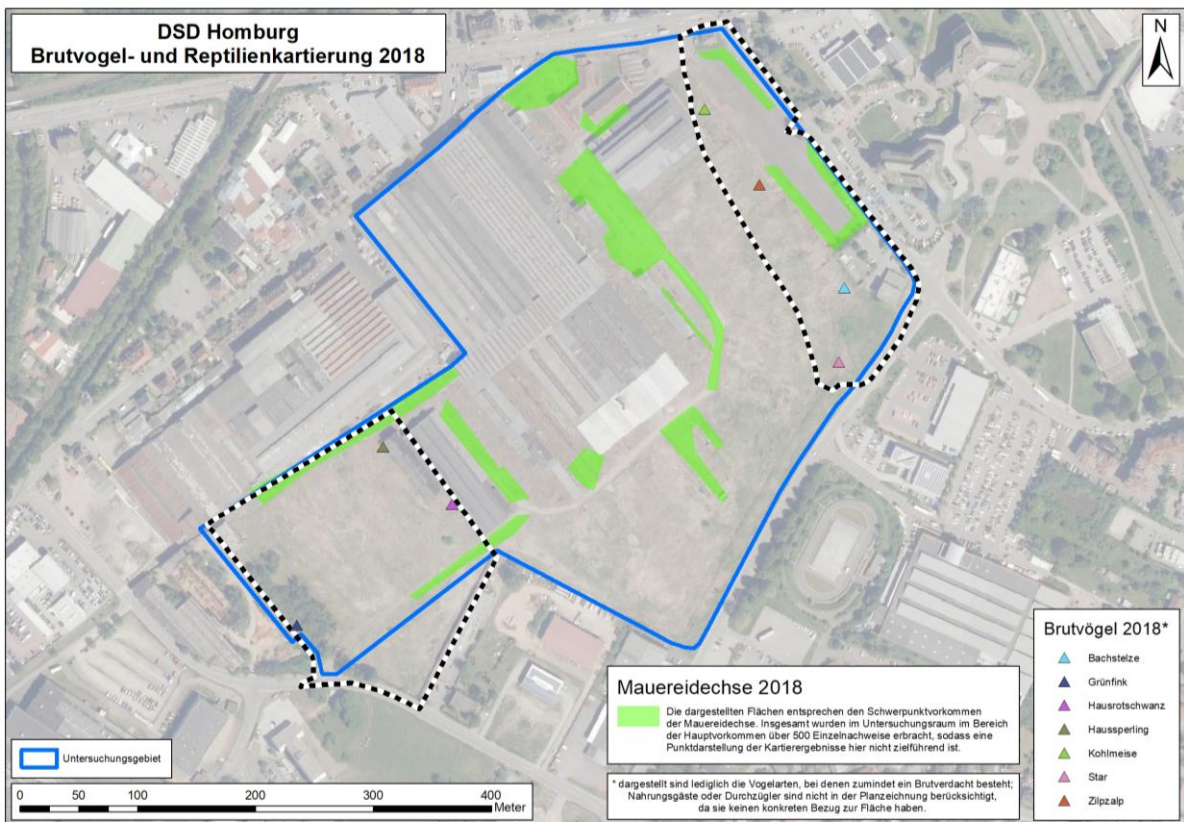 DSD Homburg
Brutvogel- und Reptilienkartierung 2018
N
Mauereidechse 2018
Die dargestellten Flächen entsprechen den Schwerpunktvorkommen
der Mauereidechse. Insgesamt wurden im Untersuchungsraum im Bereich
der Hauptvorkommen über 500 Einzelnachweise erbracht, sodass eine
Punktdarstellung der Kartierergebnisse hier nicht zielführend ist.
* dargestellt sind lediglich die Vogelarten, bei denen zumindet ein Brutverdacht besteht;
Nahrungsgäste oder Durchzügler sind nicht in der Planzeichnung berücksichtigt,
da sie keinen konkreten Bezug zur Fläche haben.
Brutvögel 2018*
Bachstelze
Grünfink
Hausrotschwanz
Haussperling
Kohlmeise
Star
Zilpzalp
Untersuchungsgebiet
0 50 100 200 300 400
Meter